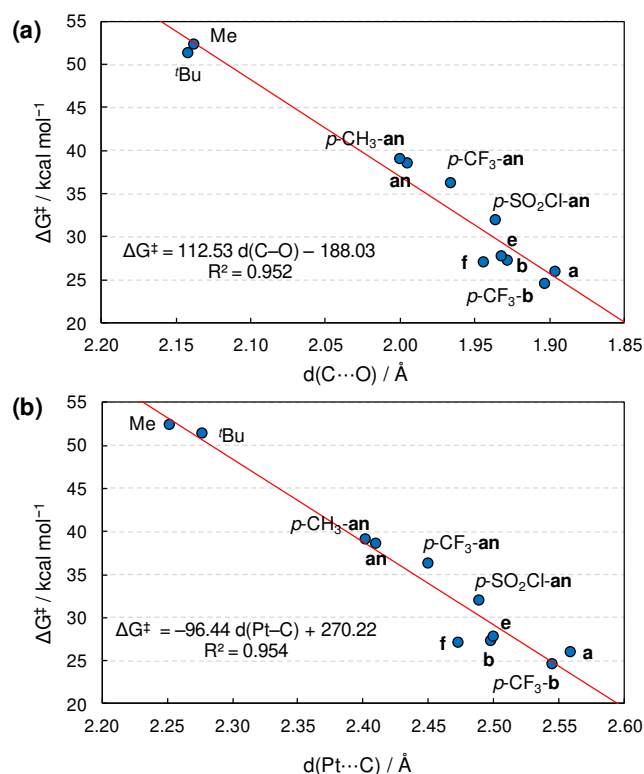 (a)
ΔG‡ / kcal mol⁻¹
55
50
45
40
35
30
25
20
Me
ᵗBu
p-CH₃-an
an
p-CF₃-an
p-SO₂Cl-an
e
f
b
a
p-CF₃-b
ΔG‡ = 112.53 d(C–O) – 188.03
R² = 0.952
2.20 2.15 2.10 2.05 2.00 1.95 1.90 1.85
d(C···O) / Å
(b)
ΔG‡ / kcal mol⁻¹
55
50
45
40
35
30
25
20
Me
ᵗBu
p-CH₃-an
an
p-CF₃-an
p-SO₂Cl-an
e
f
b
a
p-CF₃-b
ΔG‡ = –96.44 d(Pt–C) + 270.22
R² = 0.954
2.20 2.25 2.30 2.35 2.40 2.45 2.50 2.55 2.60
d(Pt···C) / Å